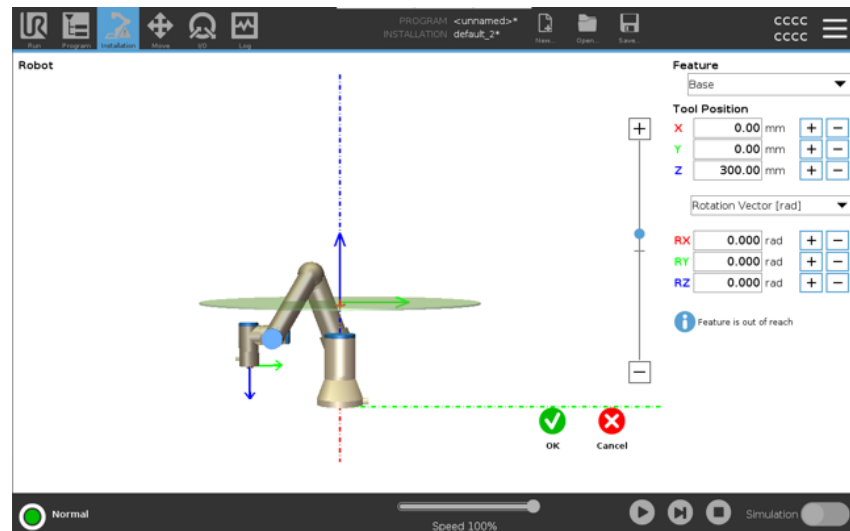 UR
PROGRAM <unnamed>*
INSTALLATION default_2*
CCCC
CCCC
Run
Program
Installation
Move
I/O
Log
New...
Open...
Save...
Robot
Feature
Base
Tool Position
X 0.00 mm + −
Y 0.00 mm + −
Z 300.00 mm + −
Rotation Vector [rad]
RX 0.000 rad + −
RY 0.000 rad + −
RZ 0.000 rad + −
i Feature is out of reach
+
−
OK
Cancel
Normal
Speed 100%
Simulation